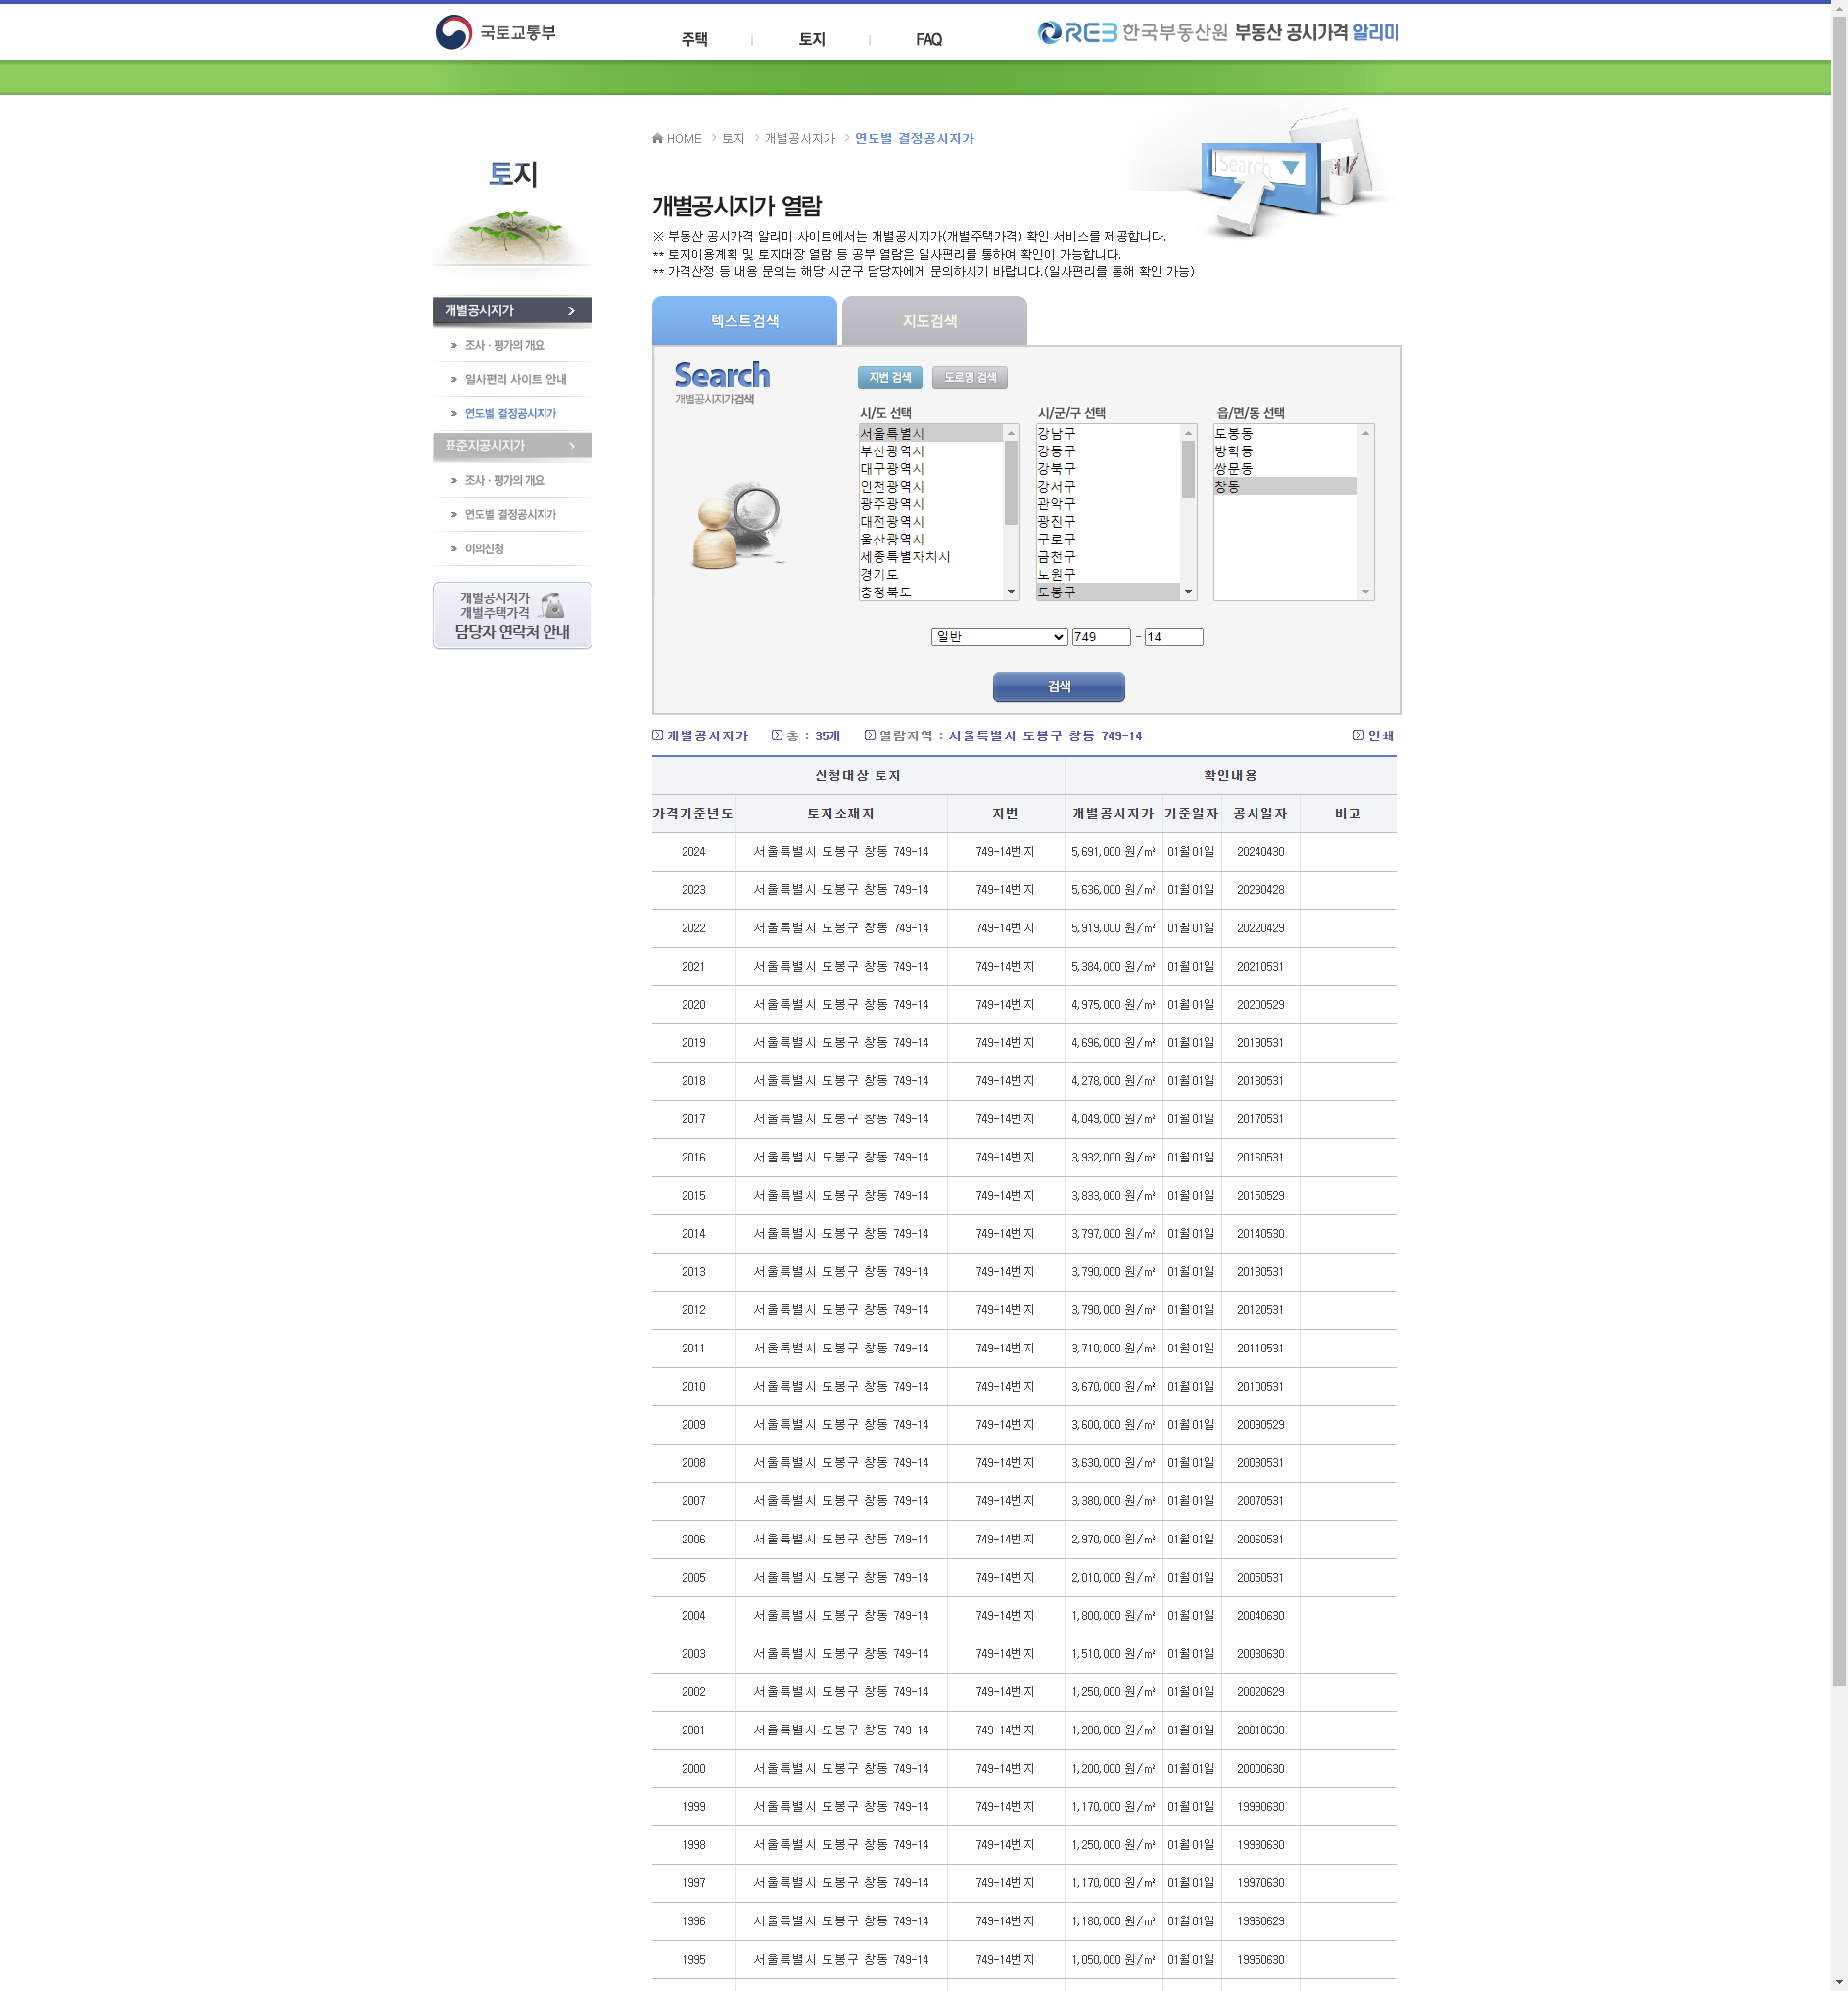 국토교통부
주택 | 토지 | FAQ
REB 한국부동산원 부동산 공시가격 알리미
HOME > 토지 > 개별공시지가 > 연도별 결정공시지가
Search
토지
개별공시지가 열람
※ 부동산 공시가격 알리미 사이트에서는 개별공시지가(개별주택가격) 확인 서비스를 제공합니다.
** 토지이용계획 및 토지대장 열람 등 공부 열람은 일사편리를 통하여 확인이 가능합니다.
** 가격산정 등 내용 문의는 해당 시군구 담당자에게 문의하시기 바랍니다.(일사편리를 통해 확인 가능)
개별공시지가
조사·평가의 개요
일사편리 사이트 안내
연도별 결정공시지가
표준지공시지가
조사·평가의 개요
연도별 결정공시지가
이의신청
개별공시지가
개별주택가격
담당자 연락처 안내
텍스트검색 지도검색
Search
개별공시지가검색
지번 검색 도로명 검색
시/도 선택
서울특별시
부산광역시
대구광역시
인천광역시
광주광역시
대전광역시
울산광역시
세종특별자치시
경기도
충청북도
시/군/구 선택
강남구
강동구
강북구
강서구
관악구
광진구
구로구
금천구
노원구
도봉구
읍/면/동 선택
도봉동
방학동
쌍문동
창동
일반 749 - 14
검색
개별공시지가 총 : 35개 열람지역 : 서울특별시 도봉구 창동 749-14 인쇄
신청대상 토지 확인내용
가격기준년도 토지소재지 지번 개별공시지가 기준일자 공시일자 비고
2024 서울특별시 도봉구 창동 749-14 749-14번지 5,691,000 원/㎡ 01월01일 20240430
2023 서울특별시 도봉구 창동 749-14 749-14번지 5,636,000 원/㎡ 01월01일 20230428
2022 서울특별시 도봉구 창동 749-14 749-14번지 5,919,000 원/㎡ 01월01일 20220429
2021 서울특별시 도봉구 창동 749-14 749-14번지 5,384,000 원/㎡ 01월01일 20210531
2020 서울특별시 도봉구 창동 749-14 749-14번지 4,975,000 원/㎡ 01월01일 20200529
2019 서울특별시 도봉구 창동 749-14 749-14번지 4,696,000 원/㎡ 01월01일 20190531
2018 서울특별시 도봉구 창동 749-14 749-14번지 4,278,000 원/㎡ 01월01일 20180531
2017 서울특별시 도봉구 창동 749-14 749-14번지 4,049,000 원/㎡ 01월01일 20170531
2016 서울특별시 도봉구 창동 749-14 749-14번지 3,932,000 원/㎡ 01월01일 20160531
2015 서울특별시 도봉구 창동 749-14 749-14번지 3,833,000 원/㎡ 01월01일 20150529
2014 서울특별시 도봉구 창동 749-14 749-14번지 3,797,000 원/㎡ 01월01일 20140530
2013 서울특별시 도봉구 창동 749-14 749-14번지 3,790,000 원/㎡ 01월01일 20130531
2012 서울특별시 도봉구 창동 749-14 749-14번지 3,790,000 원/㎡ 01월01일 20120531
2011 서울특별시 도봉구 창동 749-14 749-14번지 3,710,000 원/㎡ 01월01일 20110531
2010 서울특별시 도봉구 창동 749-14 749-14번지 3,670,000 원/㎡ 01월01일 20100531
2009 서울특별시 도봉구 창동 749-14 749-14번지 3,600,000 원/㎡ 01월01일 20090529
2008 서울특별시 도봉구 창동 749-14 749-14번지 3,630,000 원/㎡ 01월01일 20080531
2007 서울특별시 도봉구 창동 749-14 749-14번지 3,380,000 원/㎡ 01월01일 20070531
2006 서울특별시 도봉구 창동 749-14 749-14번지 2,970,000 원/㎡ 01월01일 20060531
2005 서울특별시 도봉구 창동 749-14 749-14번지 2,010,000 원/㎡ 01월01일 20050531
2004 서울특별시 도봉구 창동 749-14 749-14번지 1,800,000 원/㎡ 01월01일 20040630
2003 서울특별시 도봉구 창동 749-14 749-14번지 1,510,000 원/㎡ 01월01일 20030630
2002 서울특별시 도봉구 창동 749-14 749-14번지 1,250,000 원/㎡ 01월01일 20020629
2001 서울특별시 도봉구 창동 749-14 749-14번지 1,200,000 원/㎡ 01월01일 20010630
2000 서울특별시 도봉구 창동 749-14 749-14번지 1,200,000 원/㎡ 01월01일 20000630
1999 서울특별시 도봉구 창동 749-14 749-14번지 1,170,000 원/㎡ 01월01일 19990630
1998 서울특별시 도봉구 창동 749-14 749-14번지 1,250,000 원/㎡ 01월01일 19980630
1997 서울특별시 도봉구 창동 749-14 749-14번지 1,170,000 원/㎡ 01월01일 19970630
1996 서울특별시 도봉구 창동 749-14 749-14번지 1,180,000 원/㎡ 01월01일 19960629
1995 서울특별시 도봉구 창동 749-14 749-14번지 1,050,000 원/㎡ 01월01일 19950630